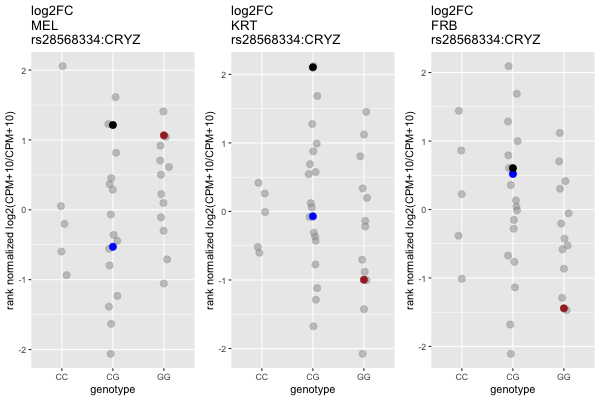 log2FC
MEL
rs28568334:CRYZ
rank normalized log2(CPM+10/CPM+10)
2
1
0
-1
-2
CC
CG
GG
genotype
log2FC
KRT
rs28568334:CRYZ
rank normalized log2(CPM+10/CPM+10)
2
1
0
-1
-2
CC
CG
GG
genotype
log2FC
FRB
rs28568334:CRYZ
rank normalized log2(CPM+10/CPM+10)
2
1
0
-1
-2
CC
CG
GG
genotype